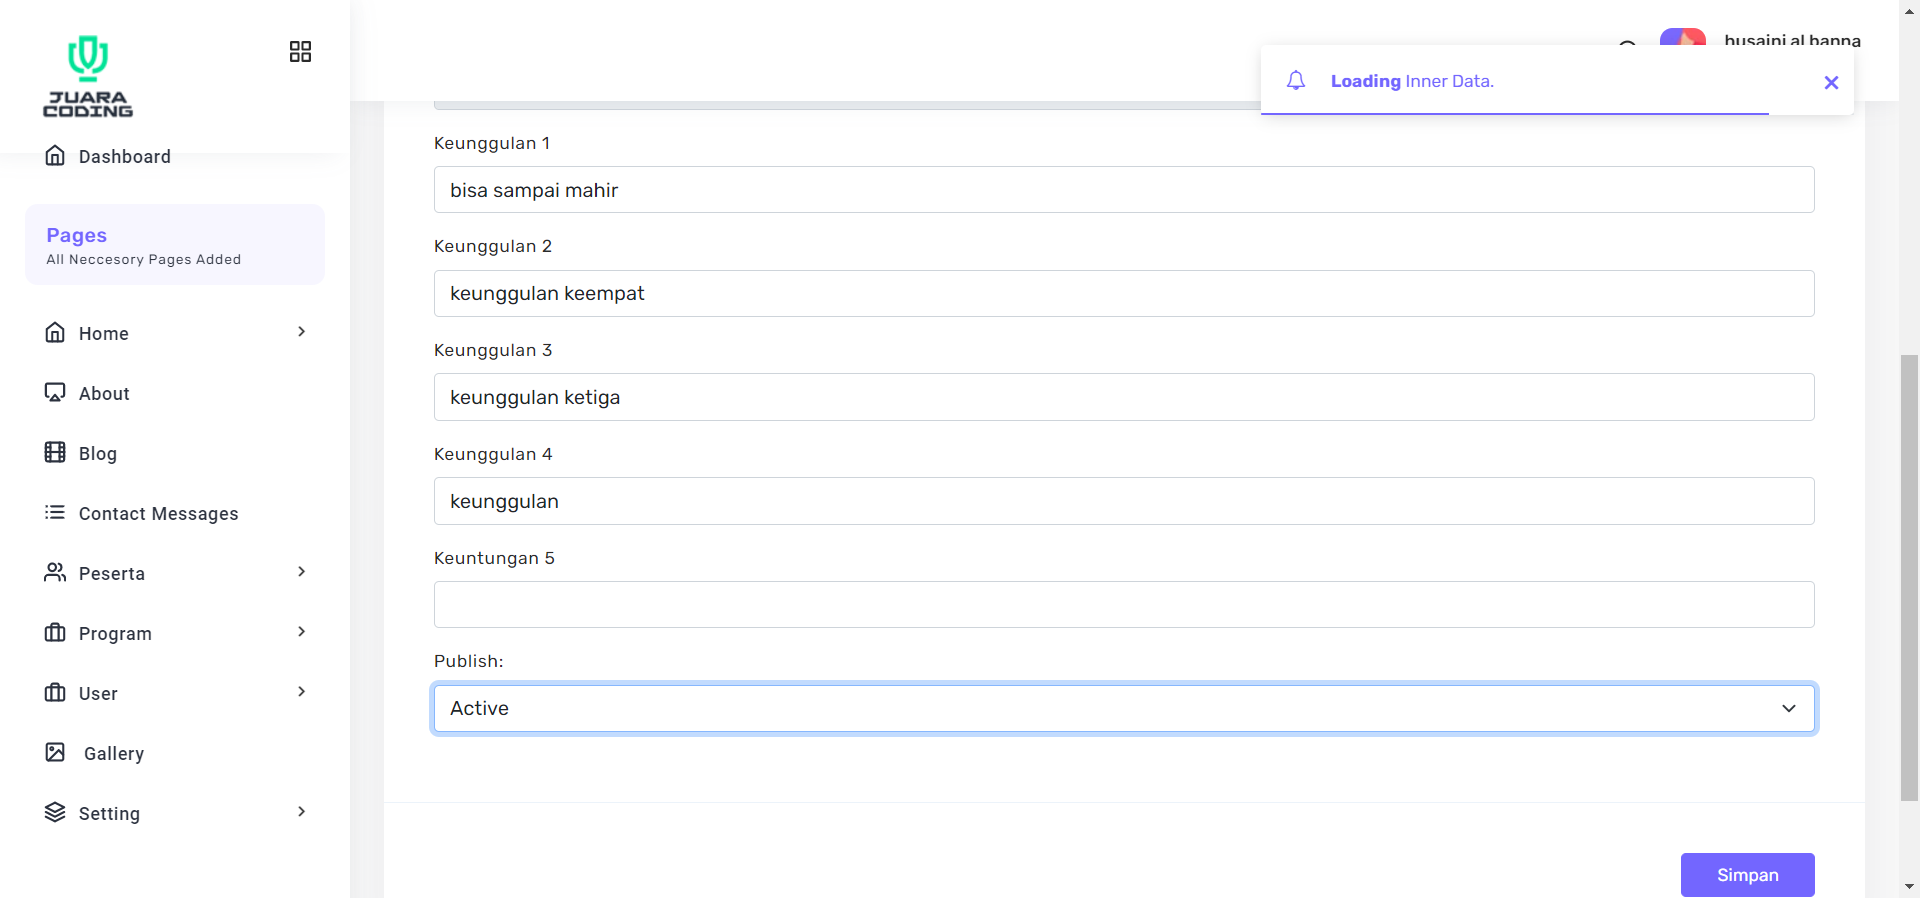 JUARA
CODING
Dashboard
Pages
All Neccesory Pages Added
Home
About
Blog
Contact Messages
Peserta
Program
User
Gallery
Setting
husaini al banna
Loading Inner Data.
Keunggulan 1
bisa sampai mahir
Keunggulan 2
keunggulan keempat
Keunggulan 3
keunggulan ketiga
Keunggulan 4
keunggulan
Keuntungan 5
Publish:
Active
Simpan